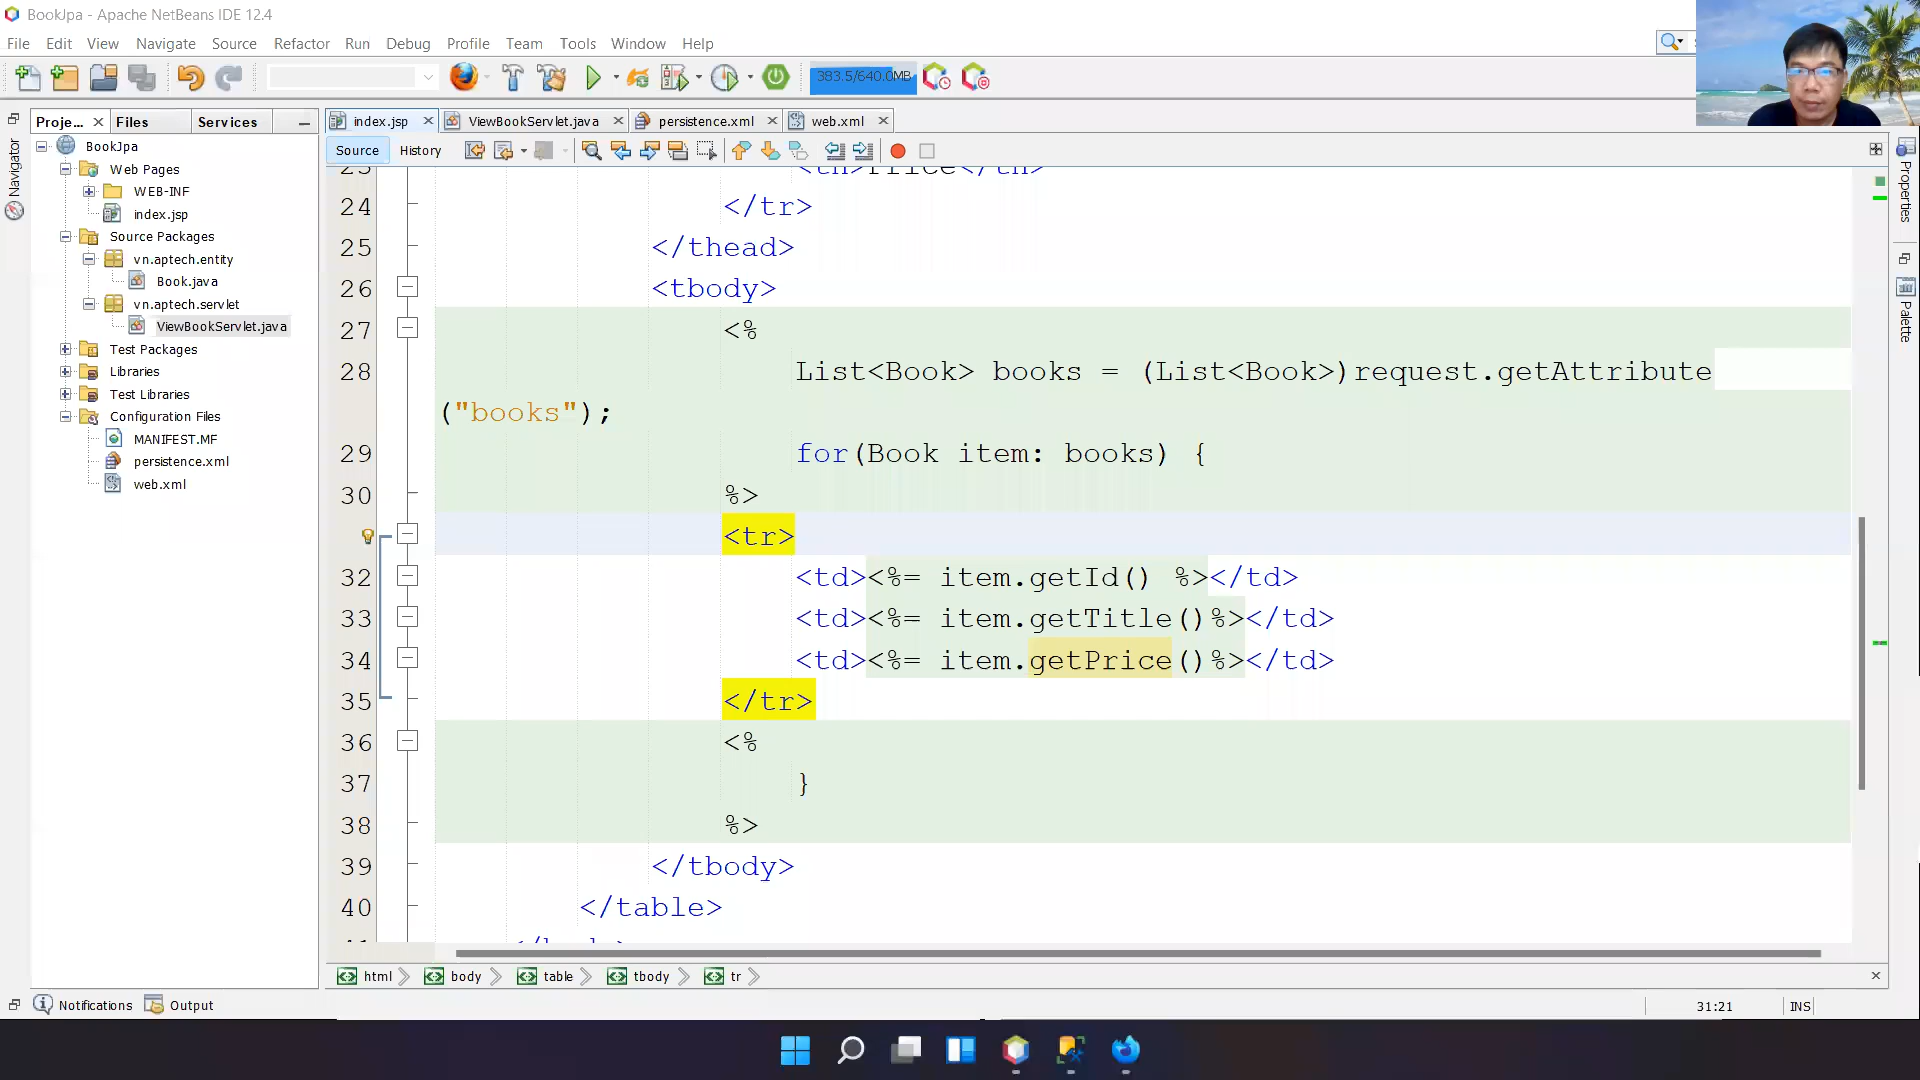 BookJpa - Apache NetBeans IDE 12.4
File Edit View Navigate Source Refactor Run Debug Profile Team Tools Window Help
383.5/640.0MB
Proje... Files Services
index.jsp ViewBookServlet.java persistence.xml web.xml
Source History
Navigator
BookJpa
Web Pages
WEB-INF
index.jsp
Source Packages
vn.aptech.entity
Book.java
vn.aptech.servlet
ViewBookServlet.java
Test Packages
Libraries
Test Libraries
Configuration Files
MANIFEST.MF
persistence.xml
web.xml
23 <th>Price</th>
24 </tr>
25 </thead>
26 <tbody>
27 <%
28 List<Book> books = (List<Book>)request.getAttribute
("books");
29 for(Book item: books) {
30 %>
<tr>
32 <td><%= item.getId() %></td>
33 <td><%= item.getTitle()%></td>
34 <td><%= item.getPrice()%></td>
35 </tr>
36 <%
37 }
38 %>
39 </tbody>
40 </table>
html body table tbody tr
Properties
Palette
Notifications Output
31:21 INS